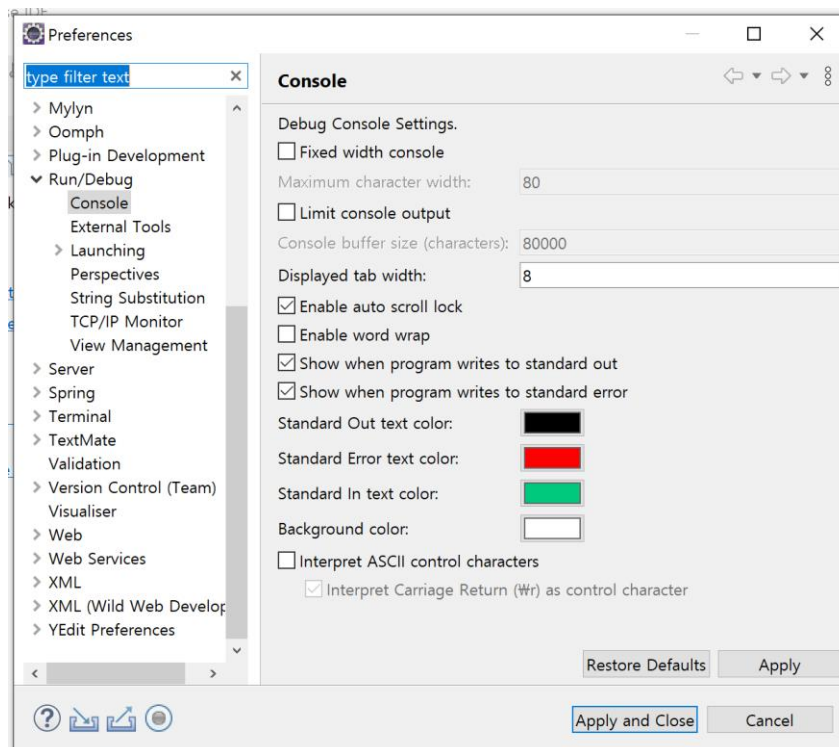 Preferences
type filter text
Mylyn
Oomph
Plug-in Development
Run/Debug
Console
External Tools
Launching
Perspectives
String Substitution
TCP/IP Monitor
View Management
Server
Spring
Terminal
TextMate
Validation
Version Control (Team)
Visualiser
Web
Web Services
XML
XML (Wild Web Develop
YEdit Preferences
Console
Debug Console Settings.
Fixed width console
Maximum character width: 80
Limit console output
Console buffer size (characters): 80000
Displayed tab width: 8
Enable auto scroll lock
Enable word wrap
Show when program writes to standard out
Show when program writes to standard error
Standard Out text color:
Standard Error text color:
Standard In text color:
Background color:
Interpret ASCII control characters
Interpret Carriage Return (₩r) as control character
Restore Defaults Apply
Apply and Close Cancel